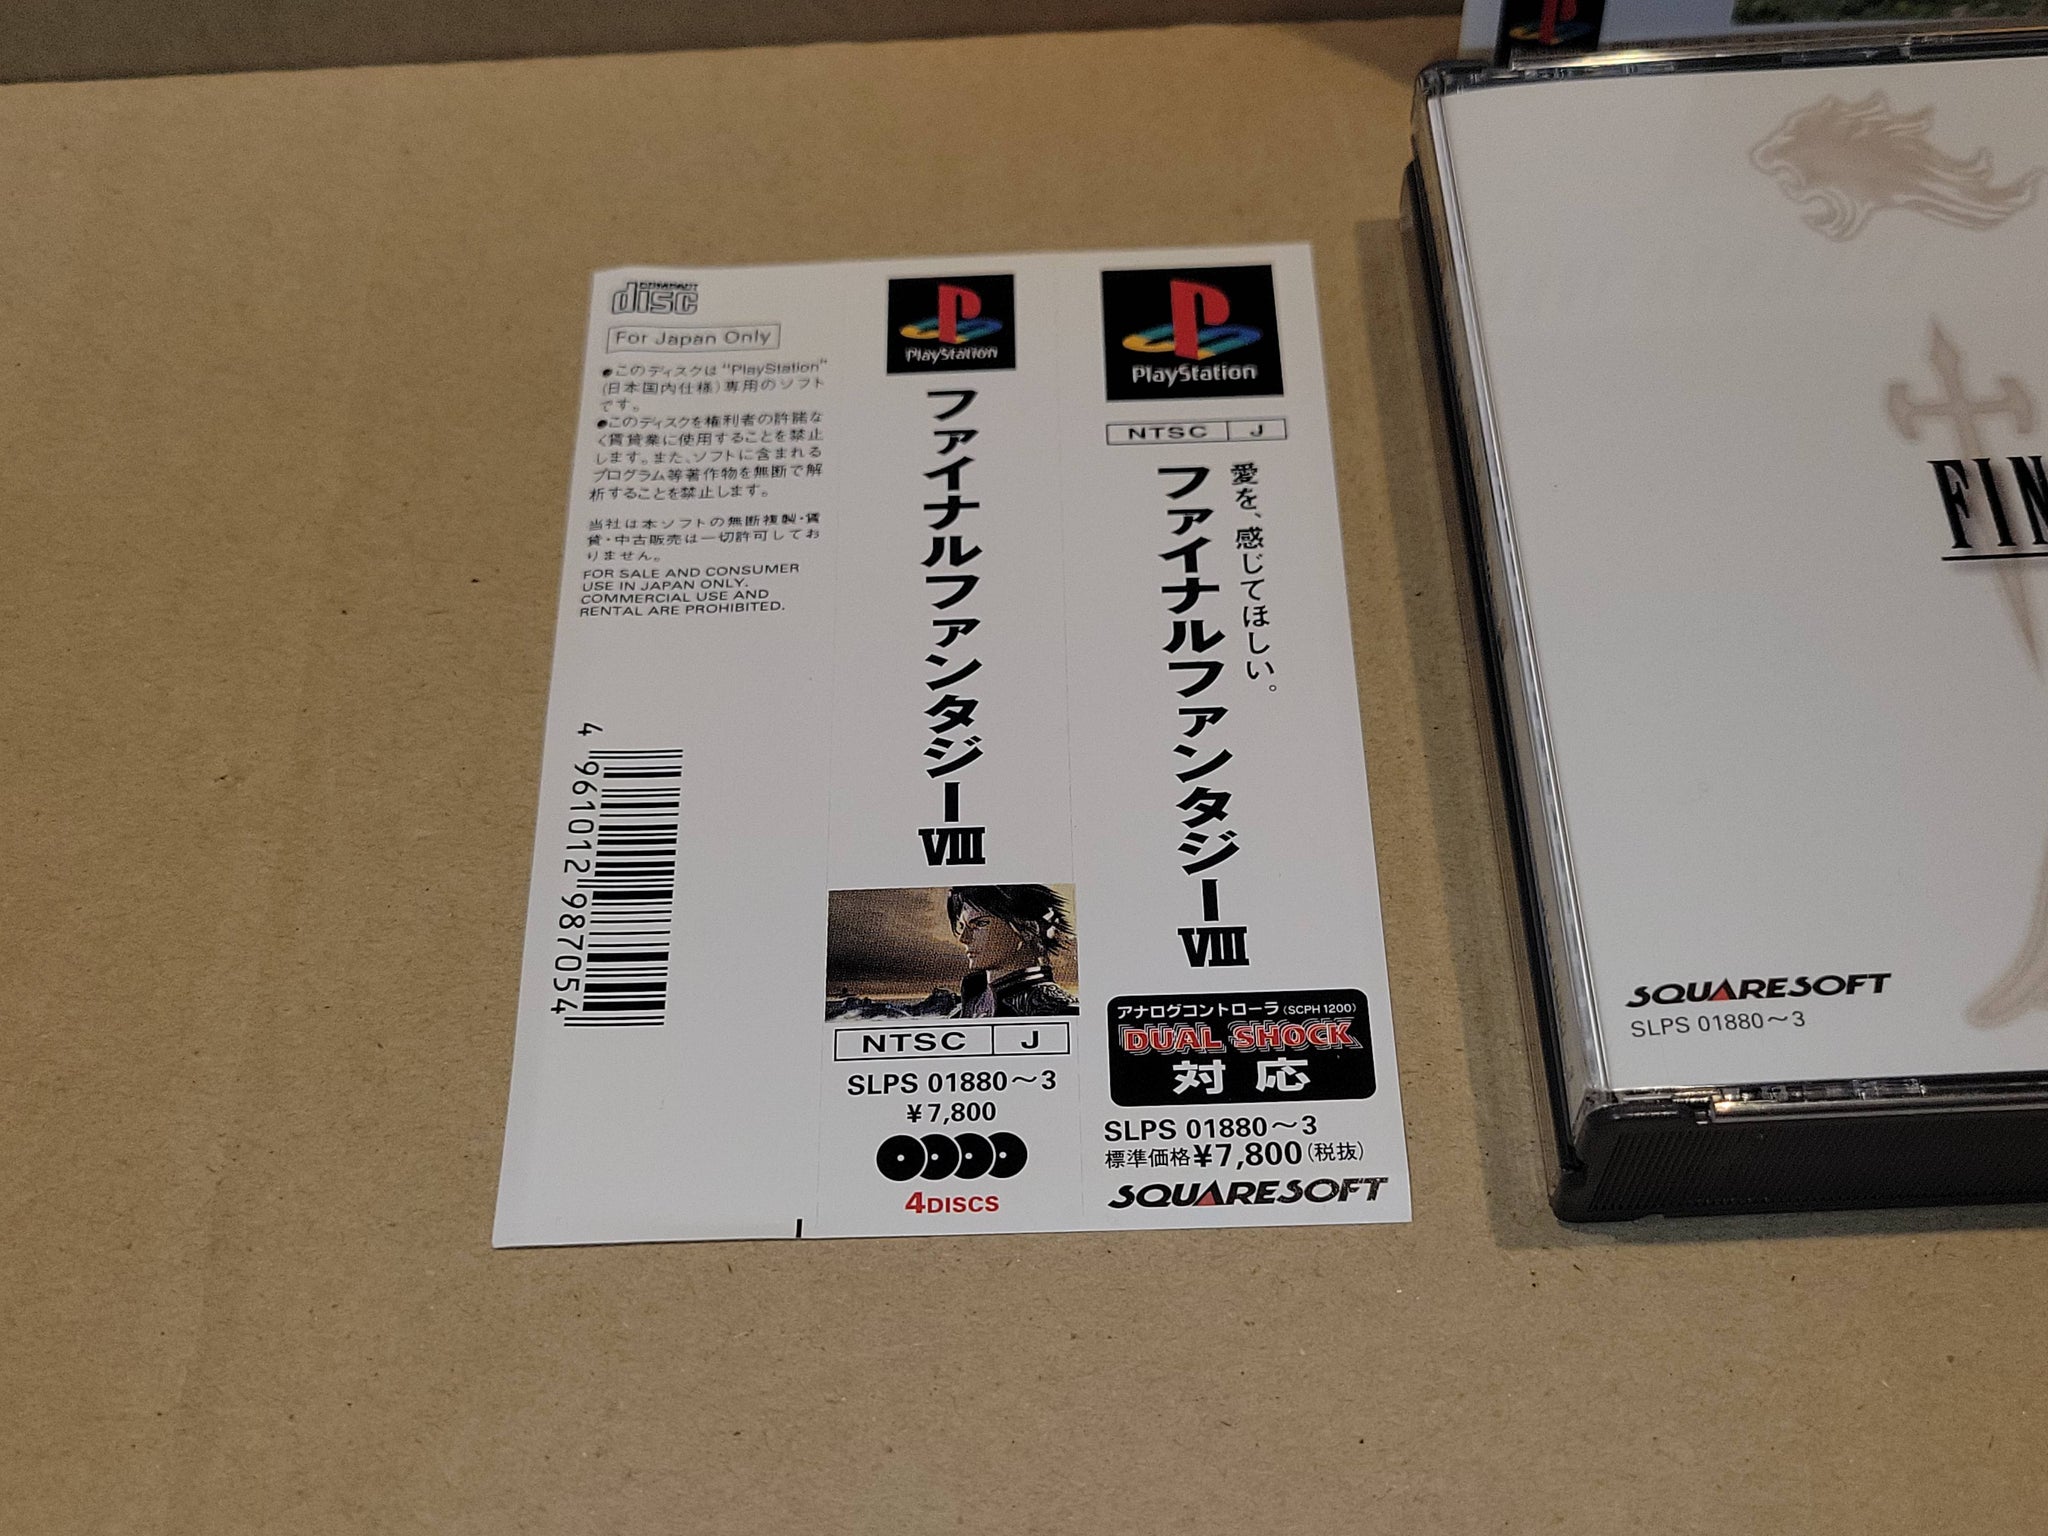 COMPACT
disc
For Japan Only
●このディスクは"PlayStation"
(日本国内仕様)専用のソフト
です。
●このディスクを権利者の許諾な
く賃貸業に使用することを禁止
します。また、ソフトに含まれる
プログラム等著作物を無断で解
析することを禁止します。
当社は本ソフトの無断複製・賃
貸・中古販売は一切許可してお
りません。
FOR SALE AND CONSUMER
USE IN JAPAN ONLY.
COMMERCIAL USE AND
RENTAL ARE PROHIBITED.
4 961012 987054
PlayStation
ファイナルファンタジーVIII
NTSC J
SLPS 01880〜3
¥7,800
4DISCS
PlayStation
NTSC J
愛を、感じてほしい。
ファイナルファンタジーVIII
アナログコントローラ(SCPH 1200)
DUAL SHOCK
対応
SLPS 01880〜3
標準価格¥7,800(税抜)
SQUARESOFT
FIN
SQUARESOFT
SLPS 01880〜3